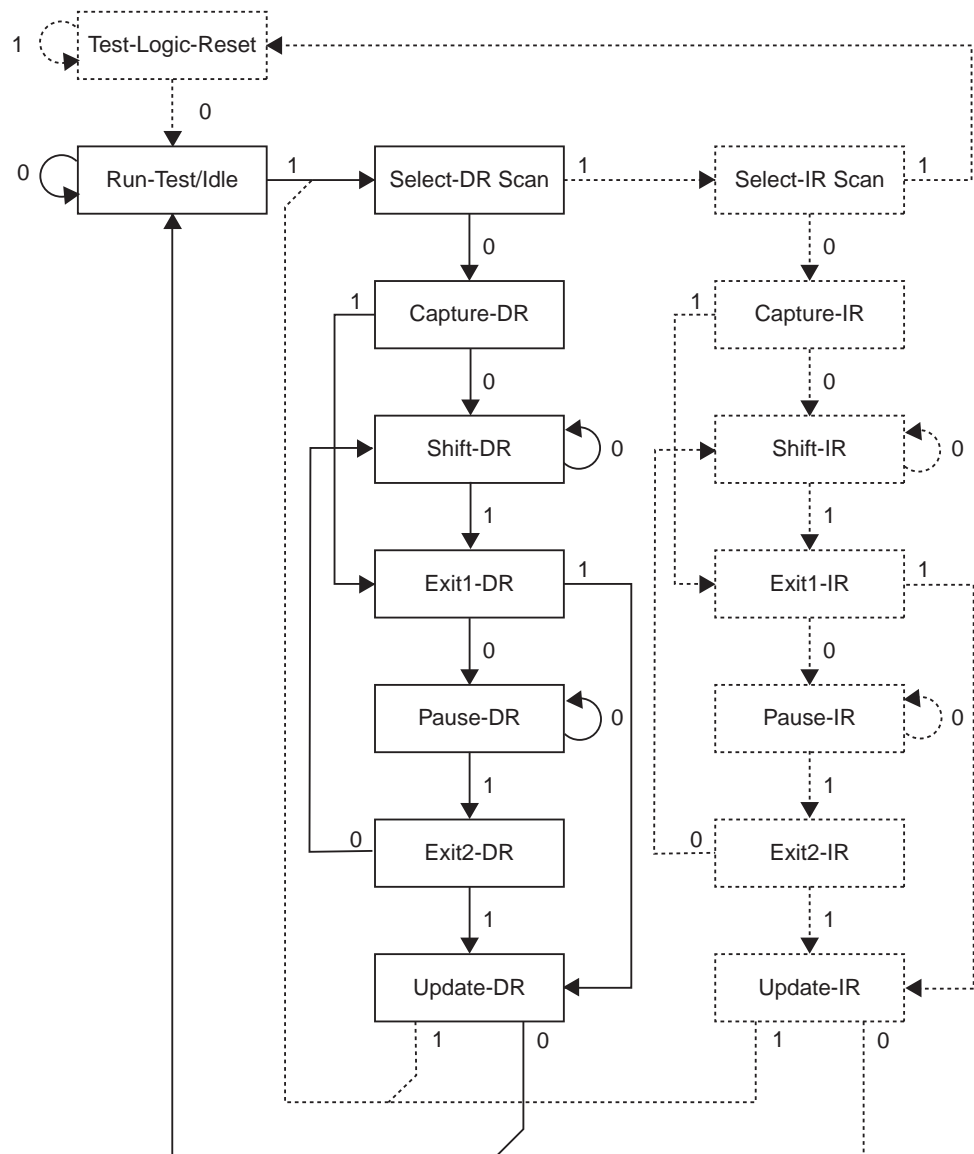 1
Test-Logic-Reset
0
0
Run-Test/Idle
1
Select-DR Scan
1
Select-IR Scan
1
0
0
1
Capture-DR
1
Capture-IR
0
0
Shift-DR
0
Shift-IR
0
1
1
Exit1-DR
1
Exit1-IR
1
0
0
Pause-DR
0
Pause-IR
0
1
1
0
Exit2-DR
0
Exit2-IR
1
1
Update-DR
Update-IR
1
0
1
0